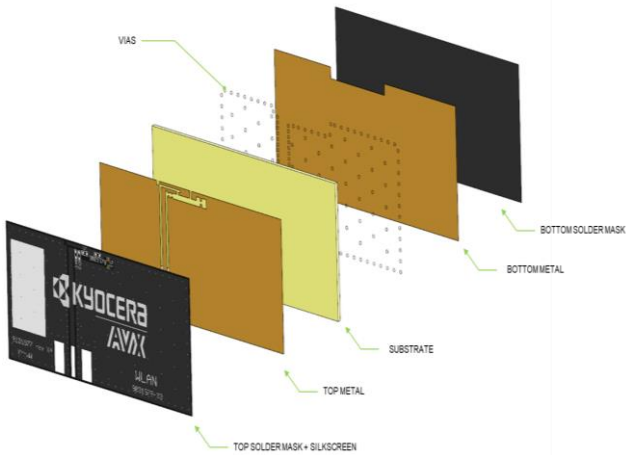 VIAS
BOTTOM SOLDER MASK
BOTTOM METAL
SUBSTRATE
TOP METAL
TOP SOLDER MASK + SILKSCREEN
KYOCERA
AVX
WLAN